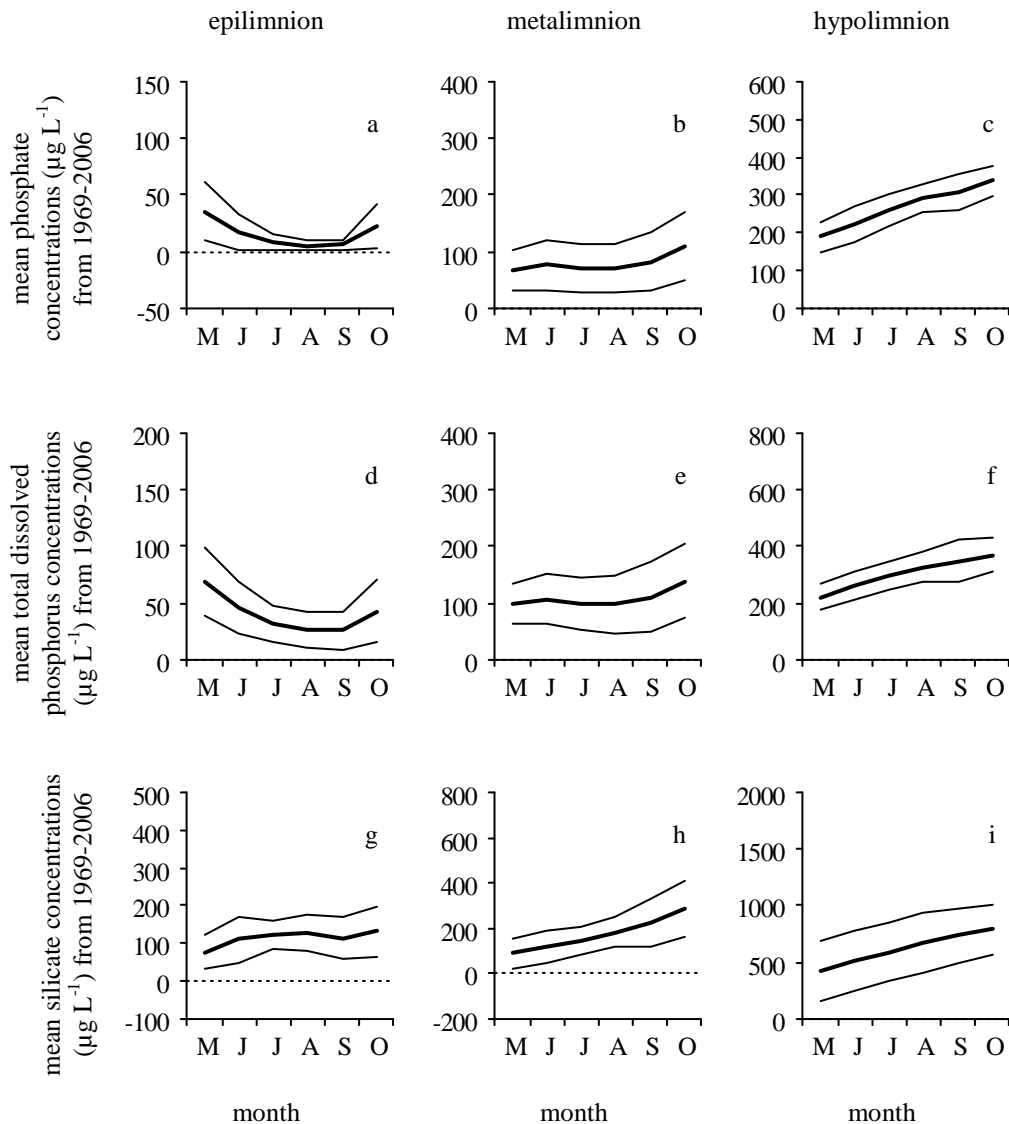 epilimnion metalimnion hypolimnion
mean phosphate
concentrations (µg L⁻¹)
from 1969-2006
150
100
50
0
-50
a
M J J A S O
400
300
200
100
0
b
M J J A S O
600
500
400
300
200
100
0
c
M J J A S O
mean total dissolved
phosphorus concentrations
(µg L⁻¹) from 1969-2006
200
150
100
50
0
d
M J J A S O
400
300
200
100
0
e
M J J A S O
800
600
400
200
0
f
M J J A S O
mean silicate concentrations
(µg L⁻¹) from 1969-2006
500
400
300
200
100
0
-100
g
M J J A S O
800
600
400
200
0
-200
h
M J J A S O
2000
1500
1000
500
0
i
M J J A S O
month month month